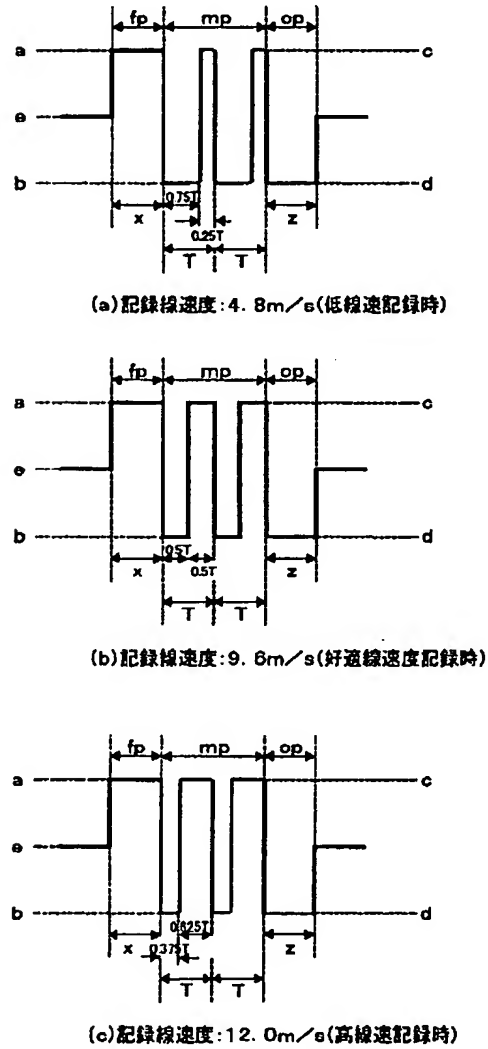 fp mp op
a c
e
b d
0.75T
x z
0.25T
T T
(a)記録線速度:4.8m/s(低線速記録時)
fp mp op
a c
e
b d
0.5T
x z
0.5T
T T
(b)記録線速度:9.6m/s(好適線速度記録時)
fp mp op
a c
e
b d
0.625T
x z
0.375T
T T
(c)記録線速度:12.0m/s(高線速記録時)